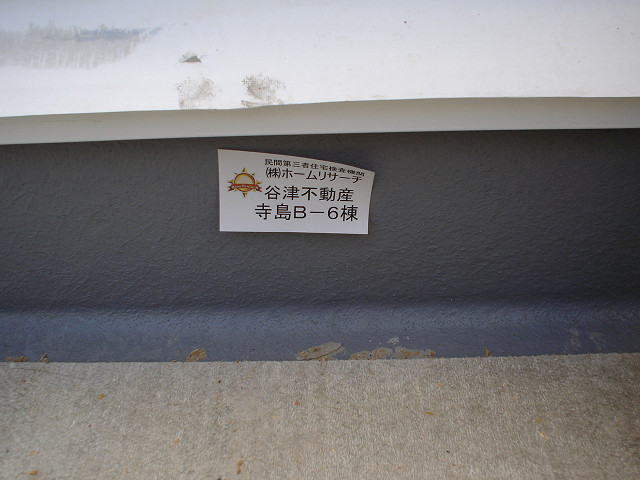 民間第三者住宅検査機関
(株)ホームリサーチ
谷津不動産
寺島B－6棟